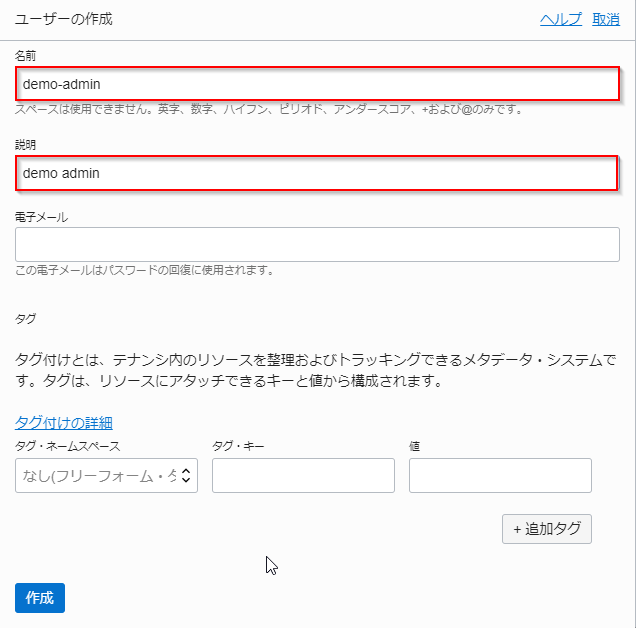 ユーザーの作成
ヘルプ 取消
名前
demo-admin
スペースは使用できません。英字、数字、ハイフン、ピリオド、アンダースコア、+および@のみです。
説明
demo admin
電子メール
この電子メールはパスワードの回復に使用されます。
タグ
タグ付けとは、テナンシ内のリソースを整理およびトラッキングできるメタデータ・システムで
す。タグは、リソースにアタッチできるキーと値から構成されます。
タグ付けの詳細
タグ・ネームスペース タグ・キー 値
なし(フリーフォーム・タ
+ 追加タグ
作成